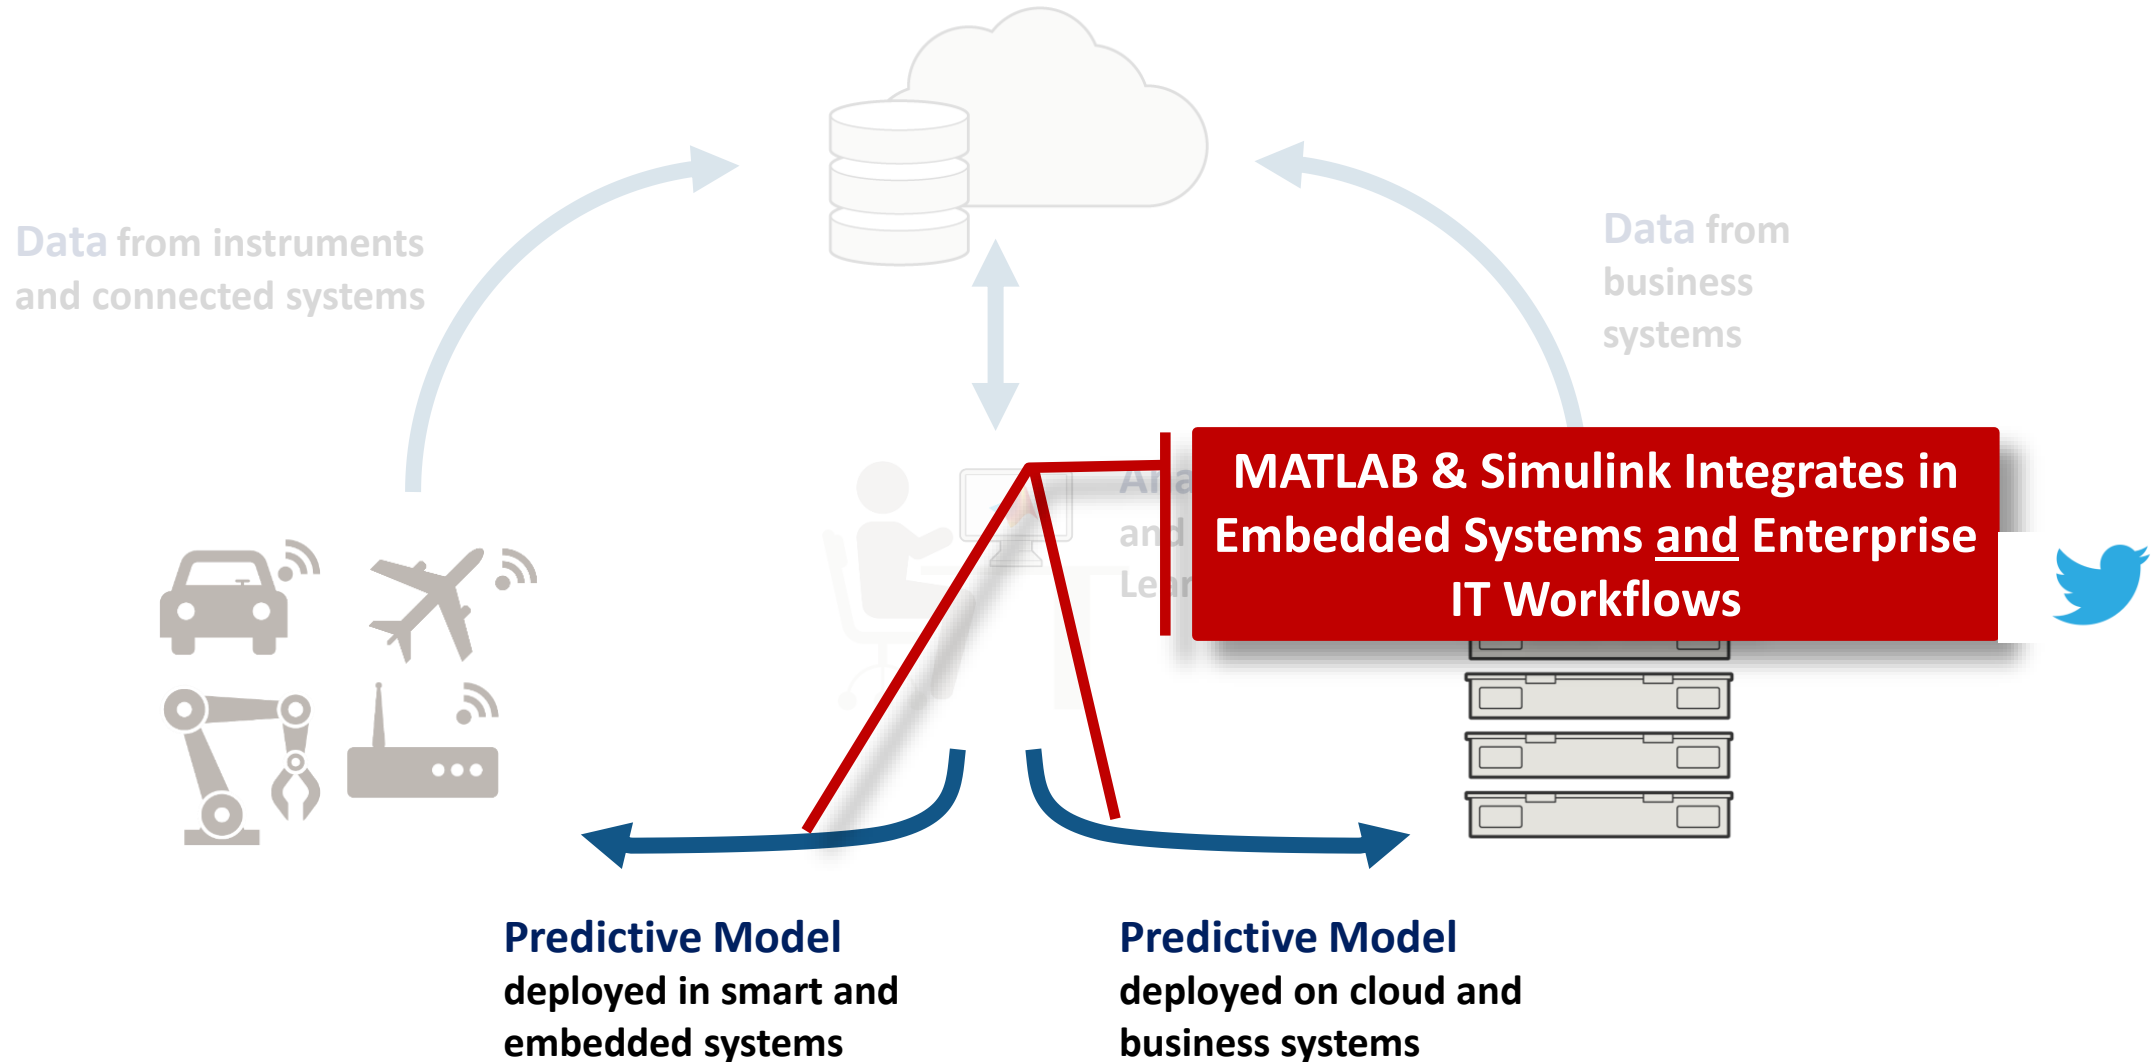 Data from instruments
and connected systems
Data from
business
systems
and
MATLAB & Simulink Integrates in
Embedded Systems and Enterprise
IT Workflows
Predictive Model
deployed in smart and
embedded systems
Predictive Model
deployed on cloud and
business systems